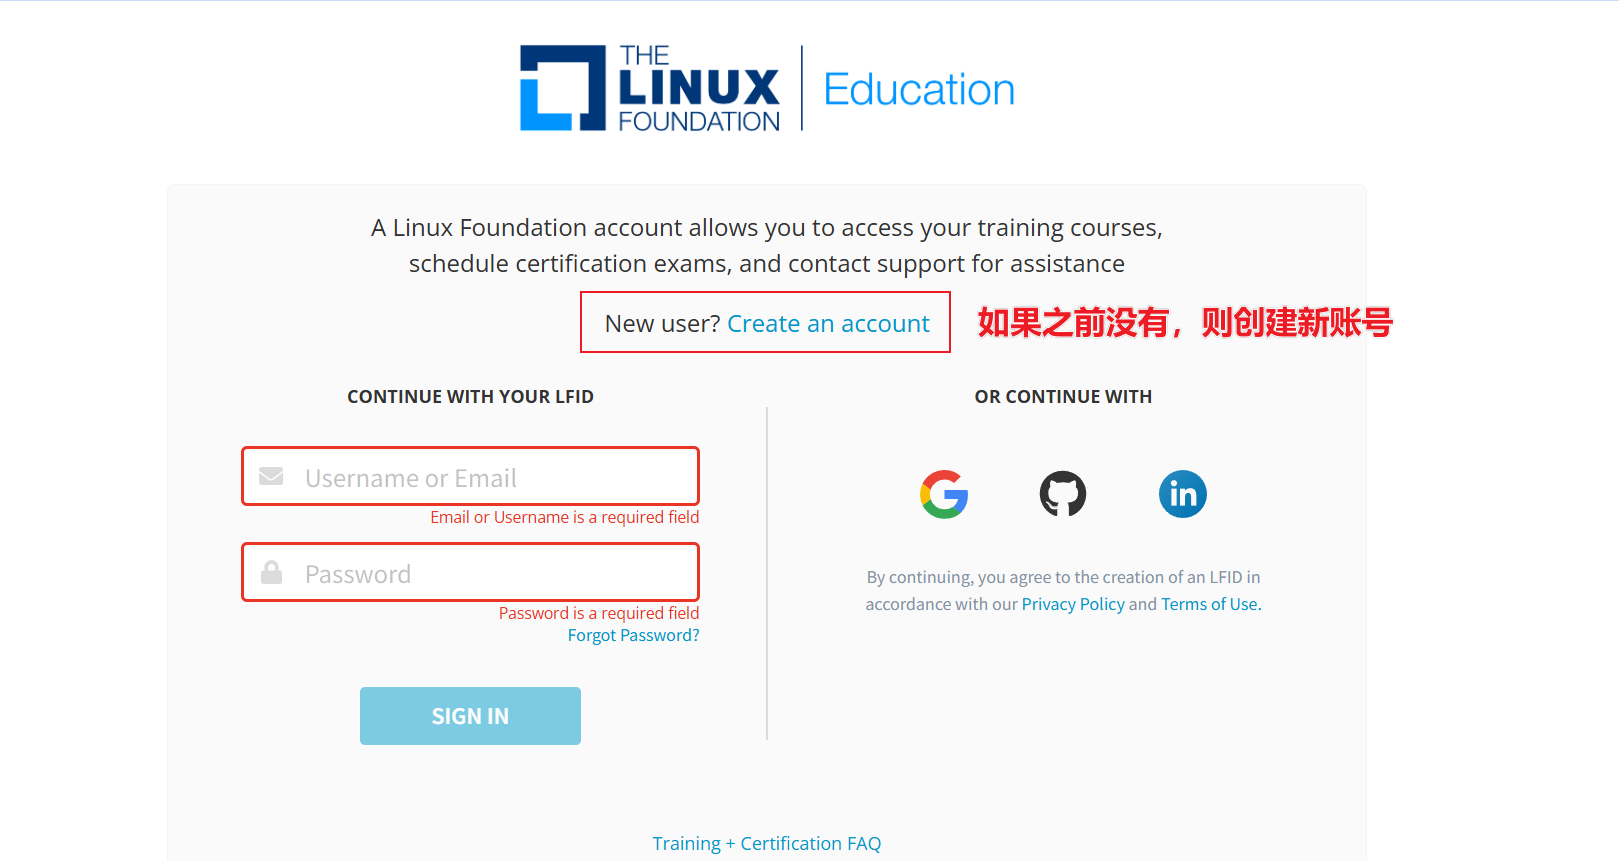 THE
LINUX
FOUNDATION
Education
A Linux Foundation account allows you to access your training courses,
schedule certification exams, and contact support for assistance
New user? Create an account
如果之前没有，则创建新账号
CONTINUE WITH YOUR LFID
Username or Email
Email or Username is a required field
Password
Password is a required field
Forgot Password?
SIGN IN
OR CONTINUE WITH
G
in
By continuing, you agree to the creation of an LFID in
accordance with our Privacy Policy and Terms of Use.
Training + Certification FAQ